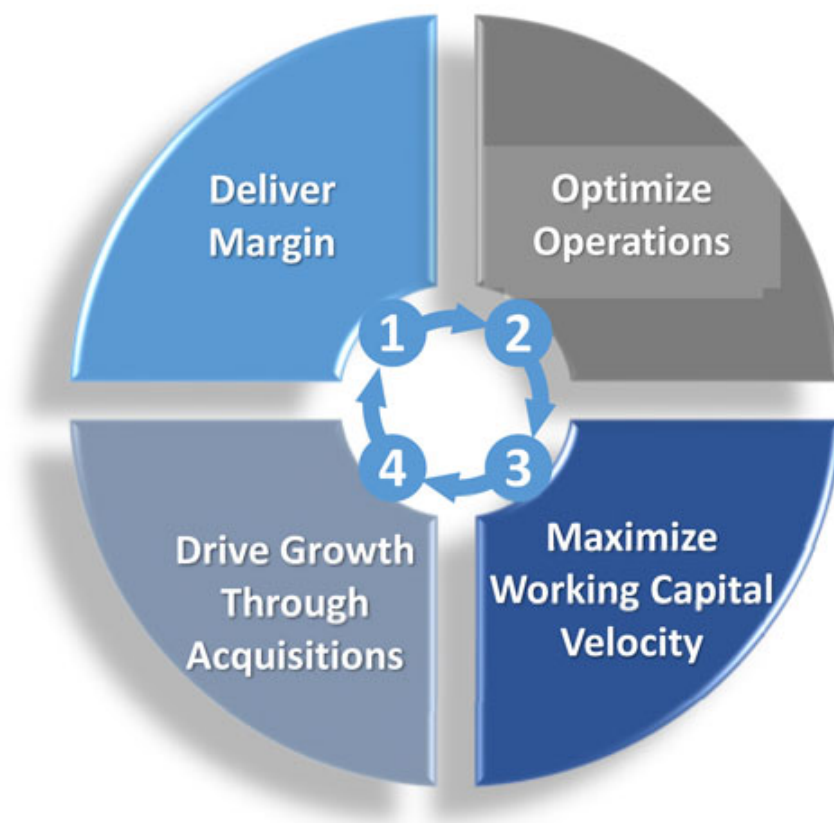 Deliver
Margin
Optimize
Operations
1
2
3
4
Maximize
Working Capital
Velocity
Drive Growth
Through
Acquisitions